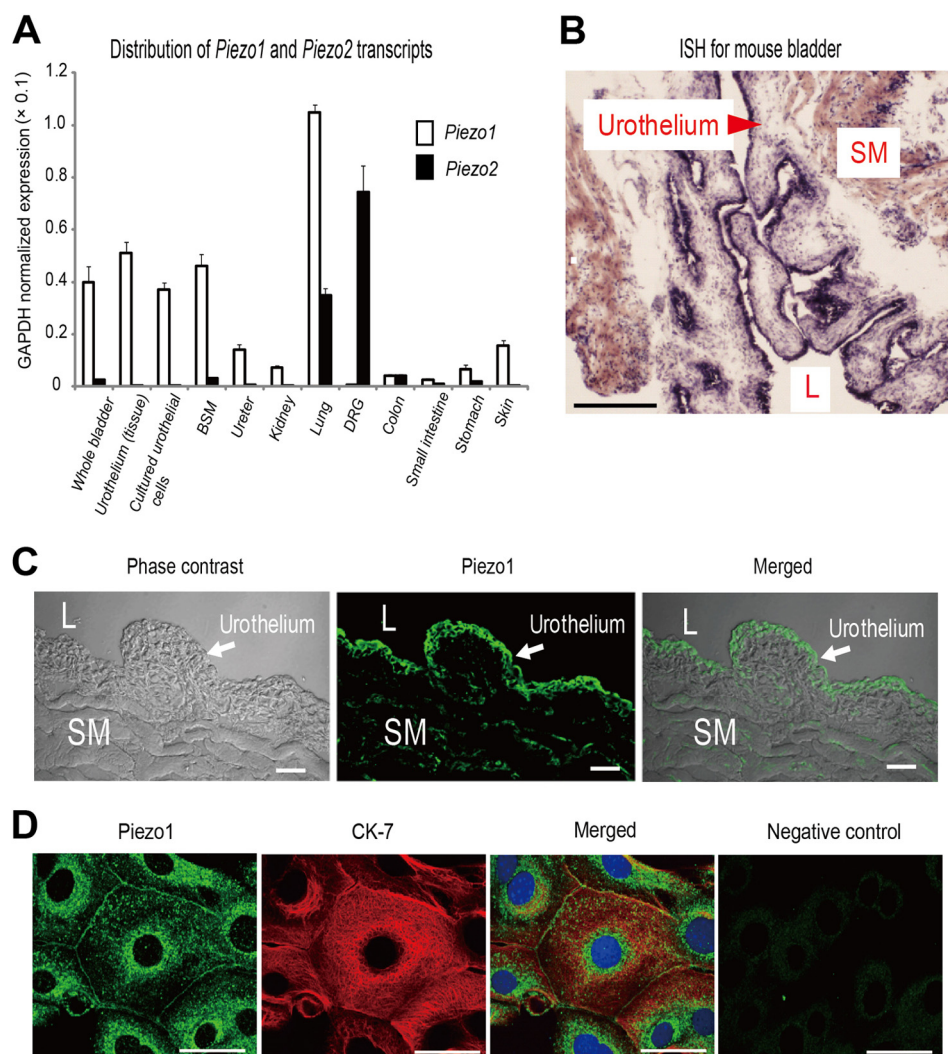 A
Distribution of Piezo1 and Piezo2 transcripts
GAPDH normalized expression (× 0.1)
1.2
1.0
0.8
0.6
0.4
0.2
0
Piezo1
Piezo2
Whole bladder
Urothelium (tissue)
Cultured urothelial
cells
BSM
Ureter
Kidney
Lung
DRG
Colon
Small intestine
Stomach
Skin
B
ISH for mouse bladder
Urothelium
SM
L
C
Phase contrast
Piezo1
Merged
L
Urothelium
SM
L
Urothelium
SM
L
Urothelium
SM
D
Piezo1
CK-7
Merged
Negative control